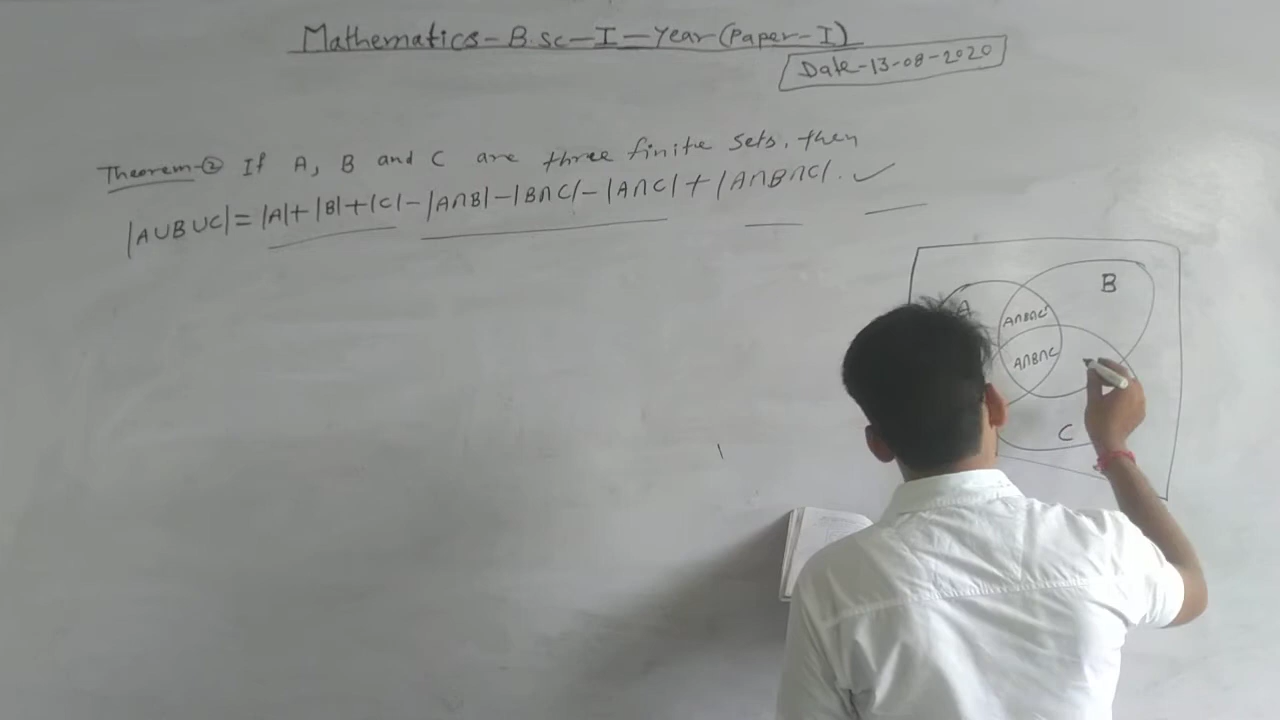 Mathematics-B.sc-I-Year(Paper-I)
Date-13-08-2020
Theorem-② If A, B and C are three finite sets, then
|A∪B∪C|=|A|+|B|+|C|-|A∩B|-|B∩C|-|A∩C|+|A∩B∩C|. ✓
B
A
A∩B∩C'
A∩B∩C
C